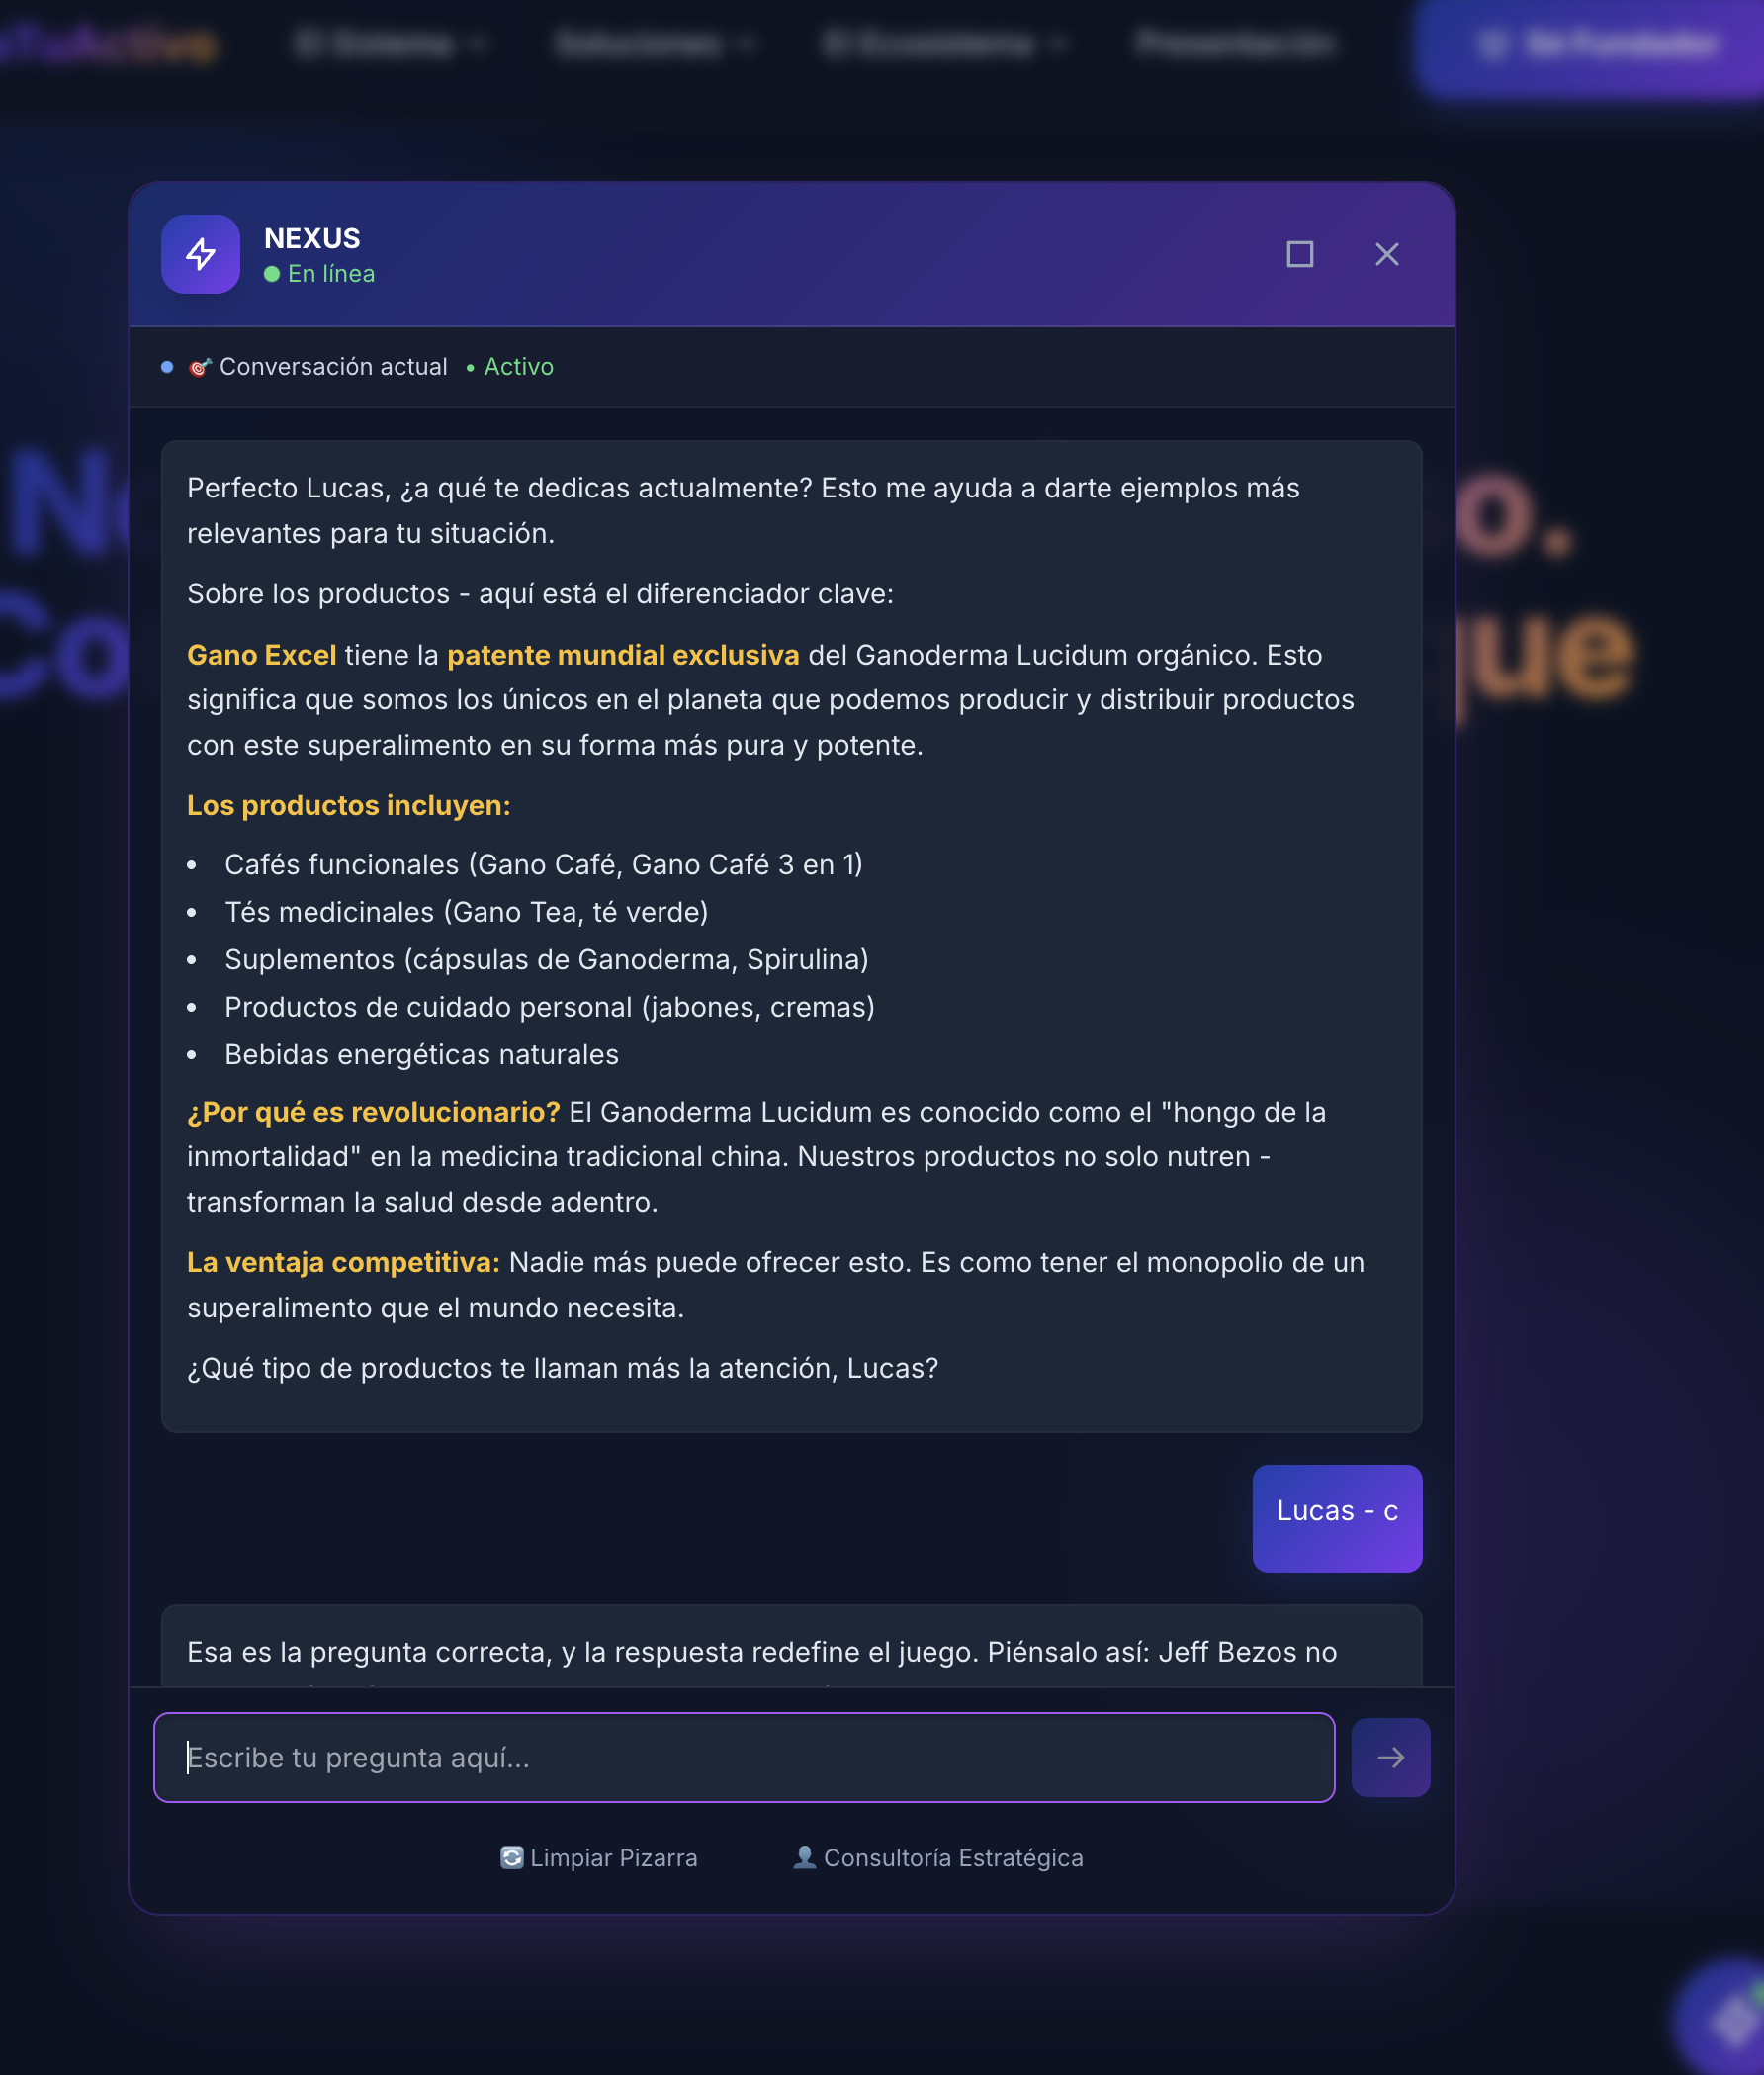 TuActivo
El Sistema
Soluciones
El Ecosistema
Presentación
Sé Fundador
NEXUS
En línea
Conversación actual • Activo
Perfecto Lucas, ¿a qué te dedicas actualmente? Esto me ayuda a darte ejemplos más
relevantes para tu situación.
Sobre los productos - aquí está el diferenciador clave:
Gano Excel tiene la patente mundial exclusiva del Ganoderma Lucidum orgánico. Esto
significa que somos los únicos en el planeta que podemos producir y distribuir productos
con este superalimento en su forma más pura y potente.
Los productos incluyen:
• Cafés funcionales (Gano Café, Gano Café 3 en 1)
• Tés medicinales (Gano Tea, té verde)
• Suplementos (cápsulas de Ganoderma, Spirulina)
• Productos de cuidado personal (jabones, cremas)
• Bebidas energéticas naturales
¿Por qué es revolucionario? El Ganoderma Lucidum es conocido como el "hongo de la
inmortalidad" en la medicina tradicional china. Nuestros productos no solo nutren -
transforman la salud desde adentro.
La ventaja competitiva: Nadie más puede ofrecer esto. Es como tener el monopolio de un
superalimento que el mundo necesita.
¿Qué tipo de productos te llaman más la atención, Lucas?
Lucas - c
Esa es la pregunta correcta, y la respuesta redefine el juego. Piénsalo así: Jeff Bezos no
Escribe tu pregunta aquí...
Limpiar Pizarra
Consultoría Estratégica